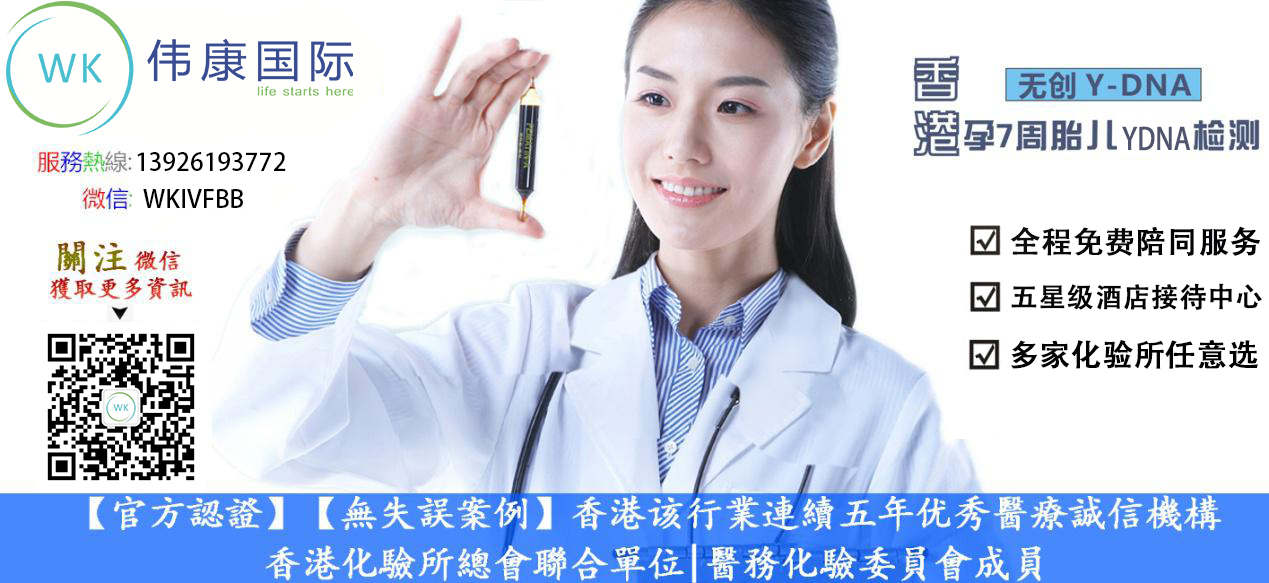 WK 伟康国际
life starts here
服務熱線: 13926193772
微信: WKIVFBB
關注 微信
獲取更多資訊
WK
香港
无创 Y-DNA
孕7周胎儿YDNA检测
全程免费陪同服务
五星级酒店接待中心
多家化验所任意选
【官方認證】【無失誤案例】香港该行業連續五年优秀醫療誠信機構
香港化驗所總會聯合單位|醫務化驗委員會成員